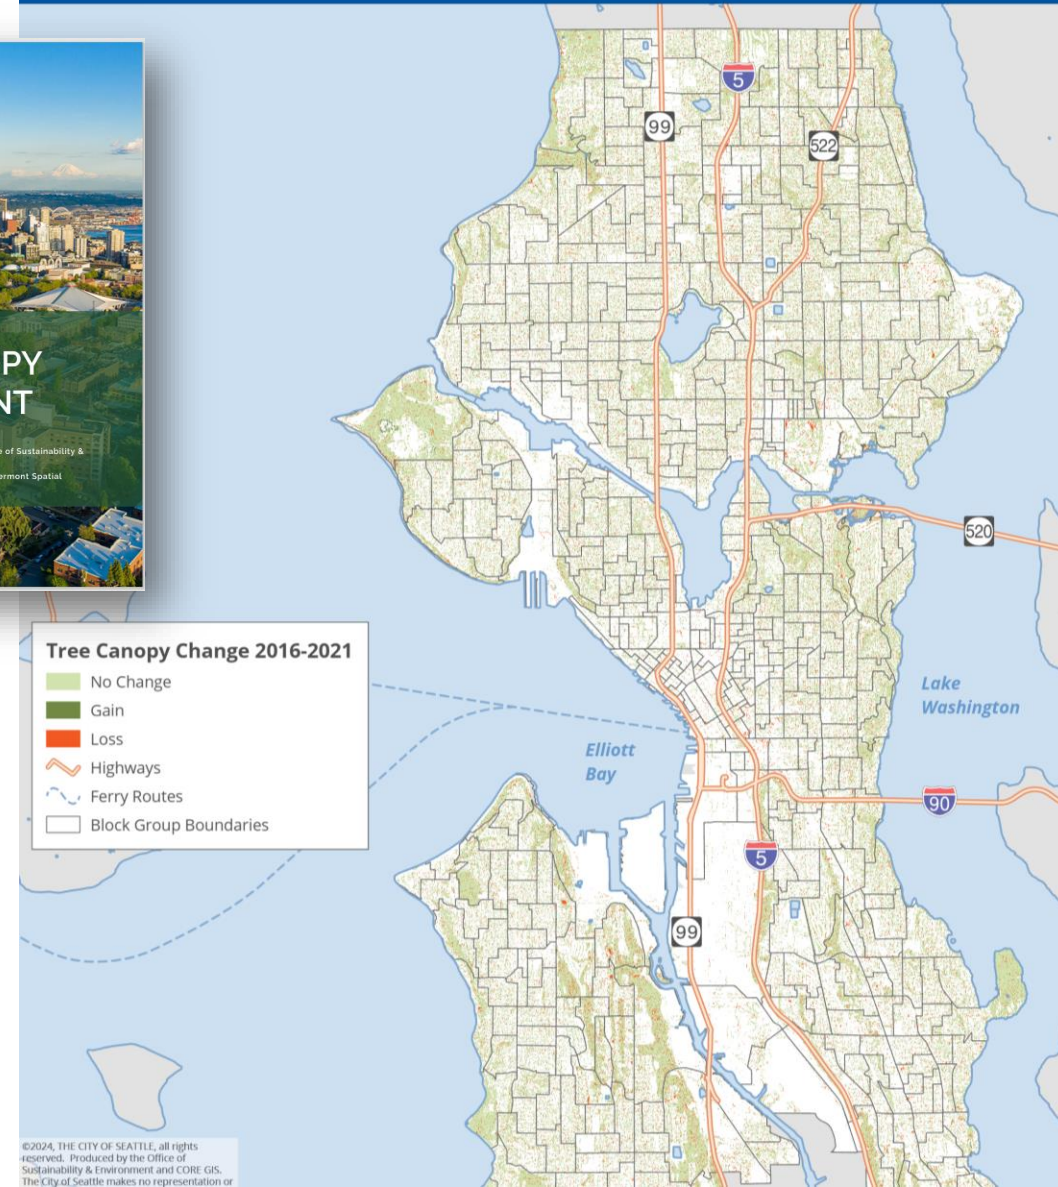 PY
NT
e of Sustainability &
ermont Spatial
5
99
522
520
Tree Canopy Change 2016-2021
No Change
Gain
Loss
Highways
Ferry Routes
Block Group Boundaries
Lake
Washington
Elliott
Bay
90
5
99
©2024, THE CITY OF SEATTLE, all rights
reserved. Produced by the Office of
Sustainability & Environment and CORE GIS.
The City of Seattle makes no representation or